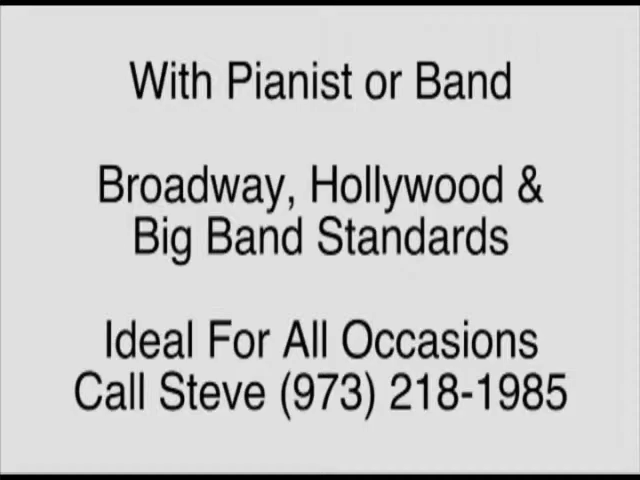 With Pianist or Band
Broadway, Hollywood &
Big Band Standards
Ideal For All Occasions
Call Steve (973) 218-1985